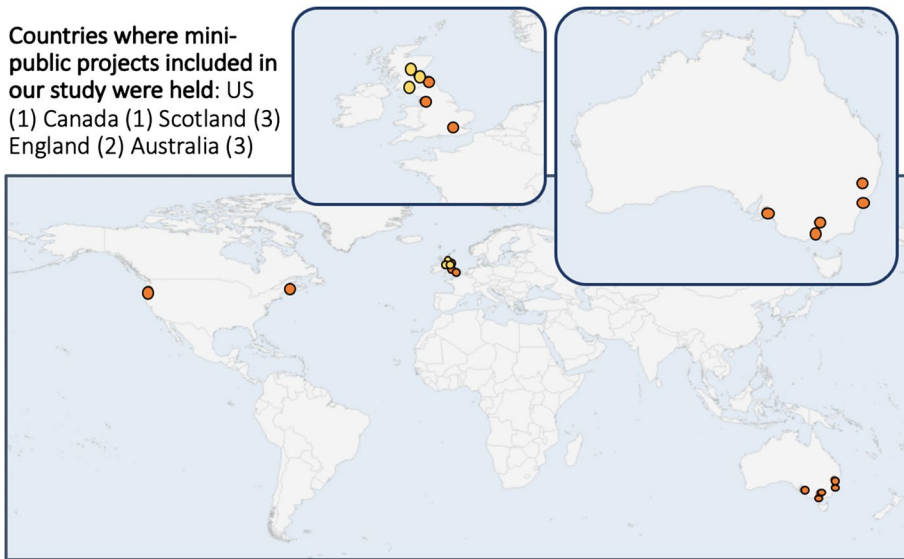 Countries where mini-
public projects included in
our study were held: US
(1) Canada (1) Scotland (3)
England (2) Australia (3)